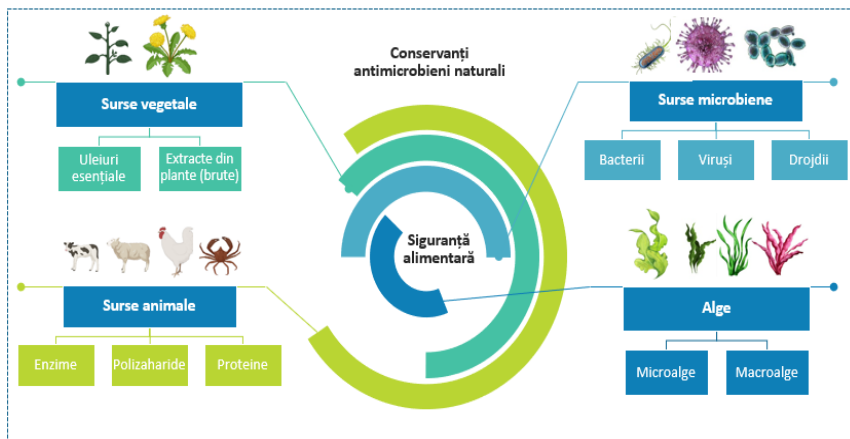 Conservanți
antimicrobieni naturali
Surse vegetale
Uleiuri
esențiale
Extracte din
plante (brute)
Surse microbiene
Bacterii
Viruși
Drojdii
Siguranță
alimentară
Surse animale
Enzime
Polizaharide
Proteine
Alge
Microalge
Macroalge